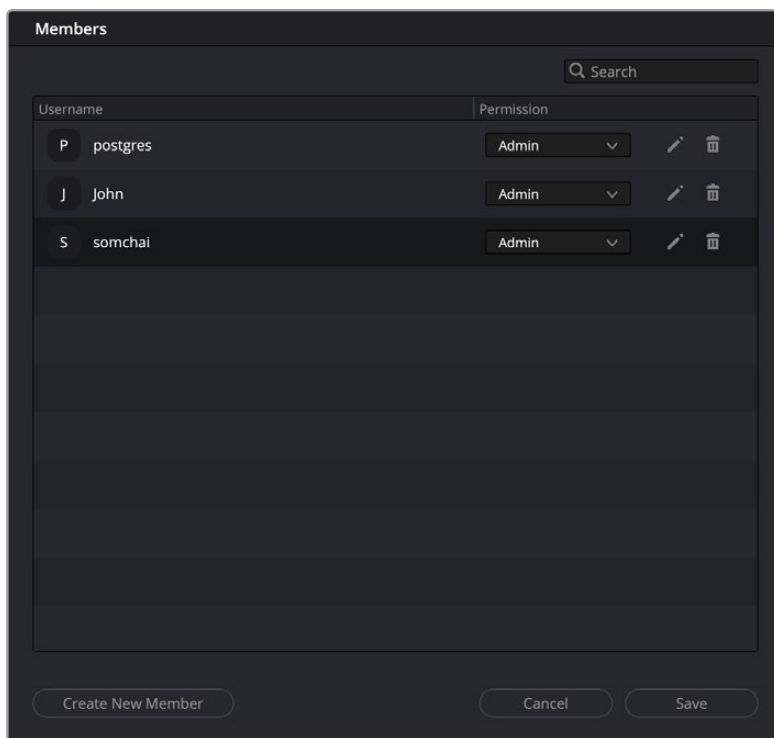 Members
Search
Username Permission
P postgres Admin
J John Admin
S somchai Admin
Create New Member Cancel Save